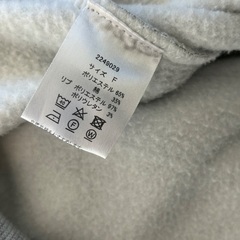 2249029
サイズ F
ポリエステル 65%
綿 35%
リブ ポリエステル 97%
ポリウレタン 3%